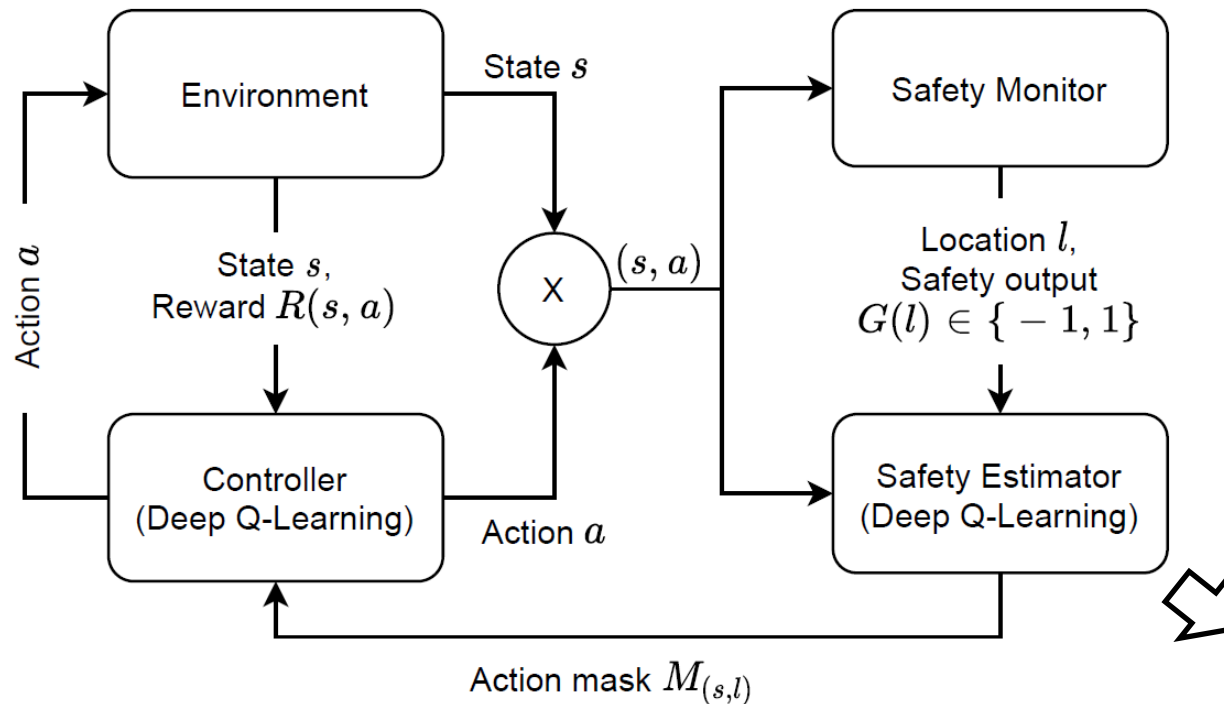 Environment
State s
Safety Monitor
Action a
State s,
Reward R(s, a)
X
(s, a)
Location l,
Safety output
G(l) ∈ { − 1, 1}
Controller
(Deep Q-Learning)
Action a
Safety Estimator
(Deep Q-Learning)
Action mask M_{(s,l)}